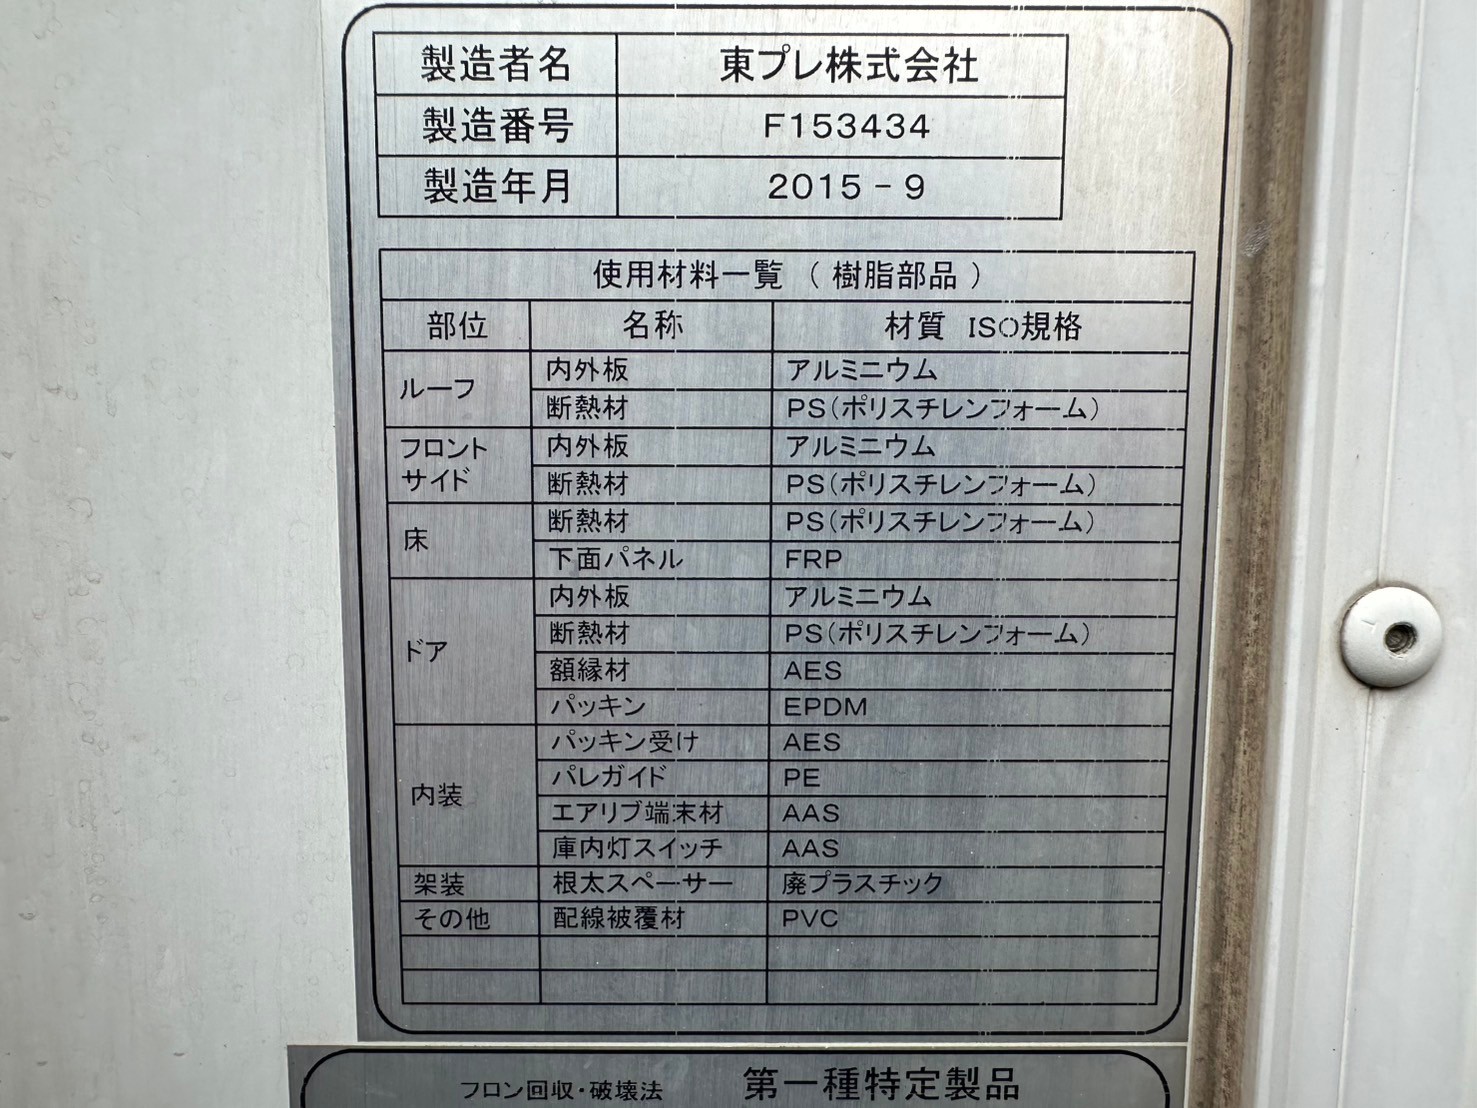 製造者名 東プレ株式会社
製造番号 F153434
製造年月 2015-9
使用材料一覧 (樹脂部品)
部位 名称 材質 ISO規格
ルーフ 内外板 アルミニウム
断熱材 PS(ポリスチレンフォーム)
フロントサイド 内外板 アルミニウム
断熱材 PS(ポリスチレンフォーム)
床 断熱材 PS(ポリスチレンフォーム)
下面パネル FRP
ドア 内外板 アルミニウム
断熱材 PS(ポリスチレンフォーム)
額縁材 AES
パッキン EPDM
内装 パッキン受け AES
パレガイド PE
エアリブ端末材 AAS
庫内灯スイッチ AAS
架装 根太スペーサー 廃プラスチック
その他 配線被覆材 PVC
フロン回収・破壊法 第一種特定製品